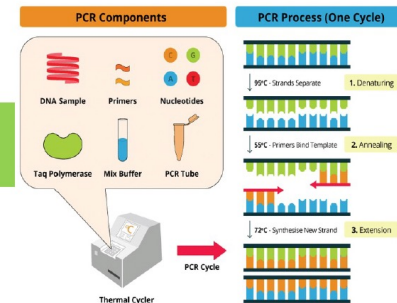 PCR Components
C
G
A
T
DNA Sample
Primers
Nucleotides
Taq Polymerase
Mix Buffer
PCR Tube
°C
Thermal Cycler
PCR Cycle
PCR Process (One Cycle)
95°C - Strands Separate
1. Denaturing
55°C - Primers Bind Template
2. Annealing
72°C - Synthesise New Strand
3. Extension